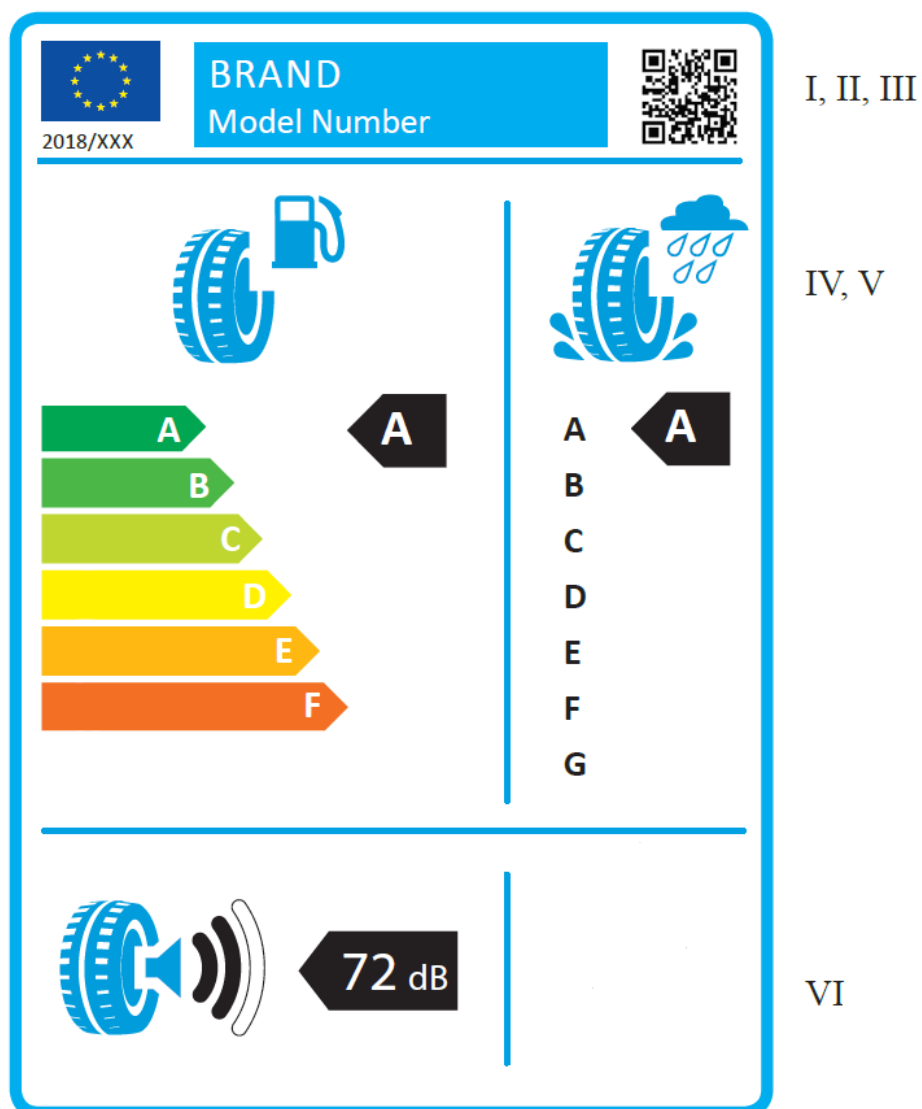 BRAND
Model Number
2018/XXX
I, II, III
IV, V
A
B
C
D
E
F
A
A
B
C
D
E
F
G
A
72 dB
VI